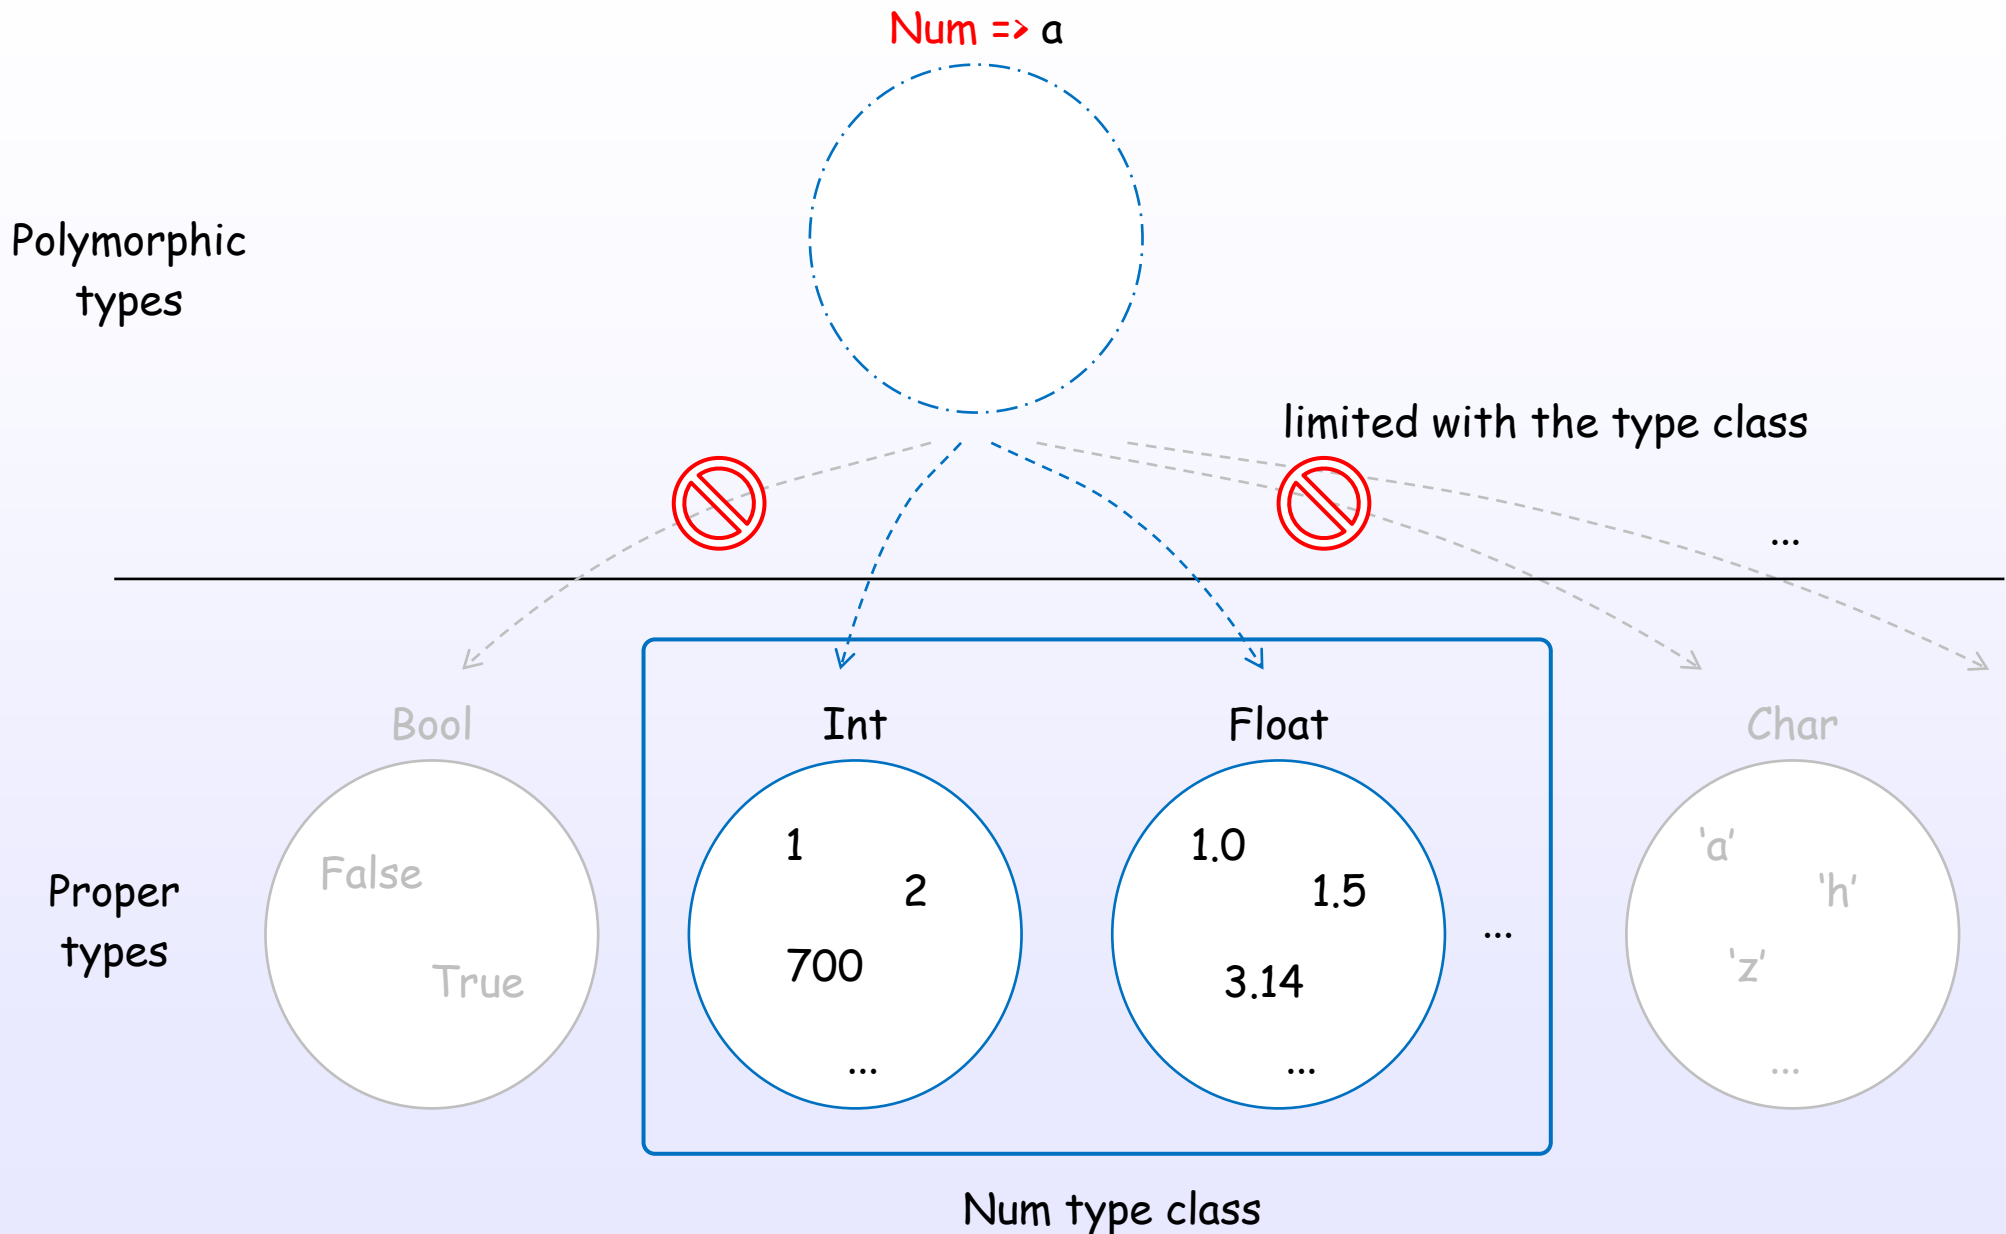 Num => a
Polymorphic
types
limited with the type class
...
Bool
Int
Float
Char
False
True
1
2
700
...
1.0
1.5
3.14
...
...
'a'
'h'
'z'
...
Proper
types
Num type class